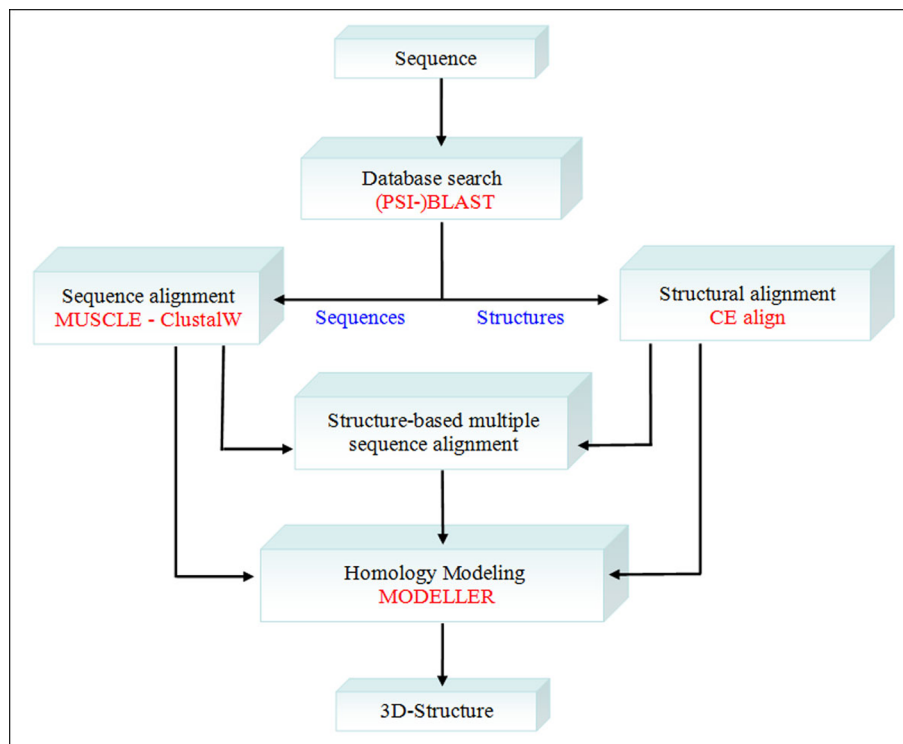 Sequence
Database search
(PSI-)BLAST
Sequence alignment
MUSCLE - ClustalW
Sequences
Structures
Structural alignment
CE align
Structure-based multiple
sequence alignment
Homology Modeling
MODELLER
3D-Structure